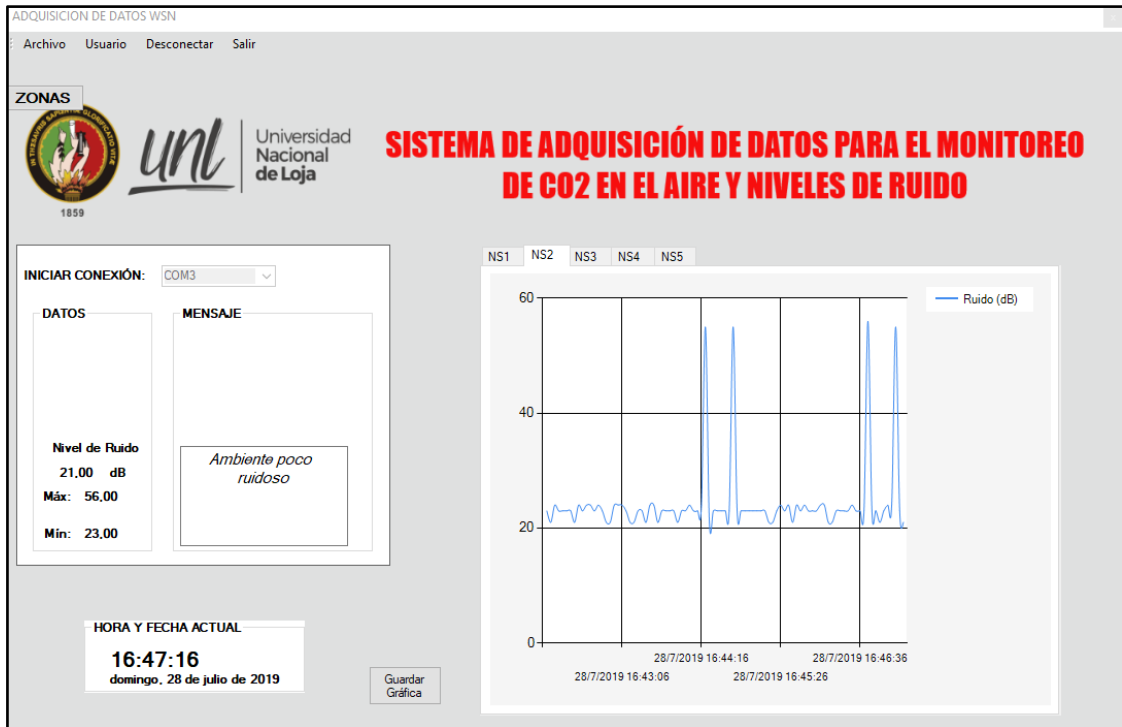 ADQUISICION DE DATOS WSN
Archivo Usuario Desconectar Salir
ZONAS
IN THESAVRIS SAPIENTIAE GLORIFICATIO VITAE
1859
unl
Universidad
Nacional
de Loja
SISTEMA DE ADQUISICIÓN DE DATOS PARA EL MONITOREO
DE CO2 EN EL AIRE Y NIVELES DE RUIDO
INICIAR CONEXIÓN: COM3
DATOS
Nivel de Ruido
21,00 dB
Máx: 56,00
Mín: 23,00
MENSAJE
Ambiente poco
ruidoso
HORA Y FECHA ACTUAL
16:47:16
domingo, 28 de julio de 2019
Guardar
Gráfica
NS1 NS2 NS3 NS4 NS5
60
40
20
0
28/7/2019 16:44:16 28/7/2019 16:46:36
28/7/2019 16:43:06 28/7/2019 16:45:26
Ruido (dB)